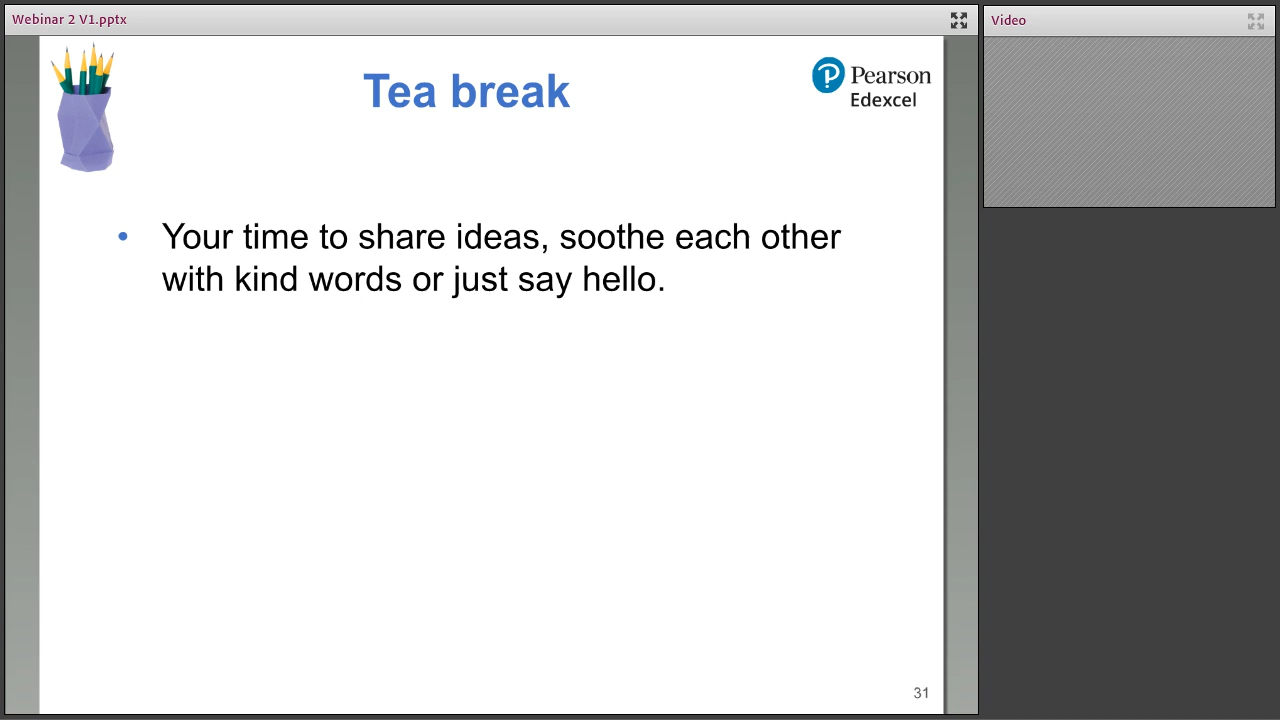 Webinar 2 V1.pptx
Video
Tea break
Pearson
Edexcel
• Your time to share ideas, soothe each other
with kind words or just say hello.
31